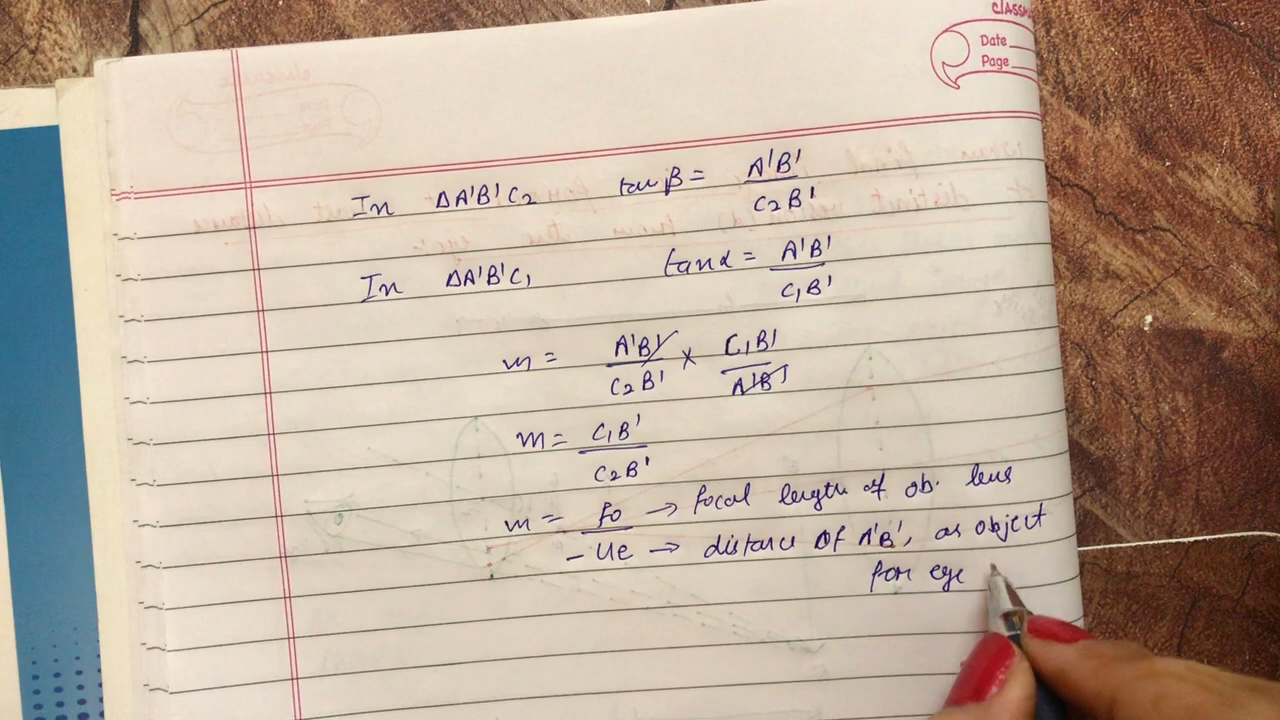 classm
Date
Page
In ΔA'B'C₂ tan β = A'B' / C₂B'
In ΔA'B'C₁ tan α = A'B' / C₁B'
m = A'B' / C₂B' × C₁B' / A'B'
m = C₁B' / C₂B'
m = fo → focal length of ob. lens
- Ue → distance of A'B', as object
for eye